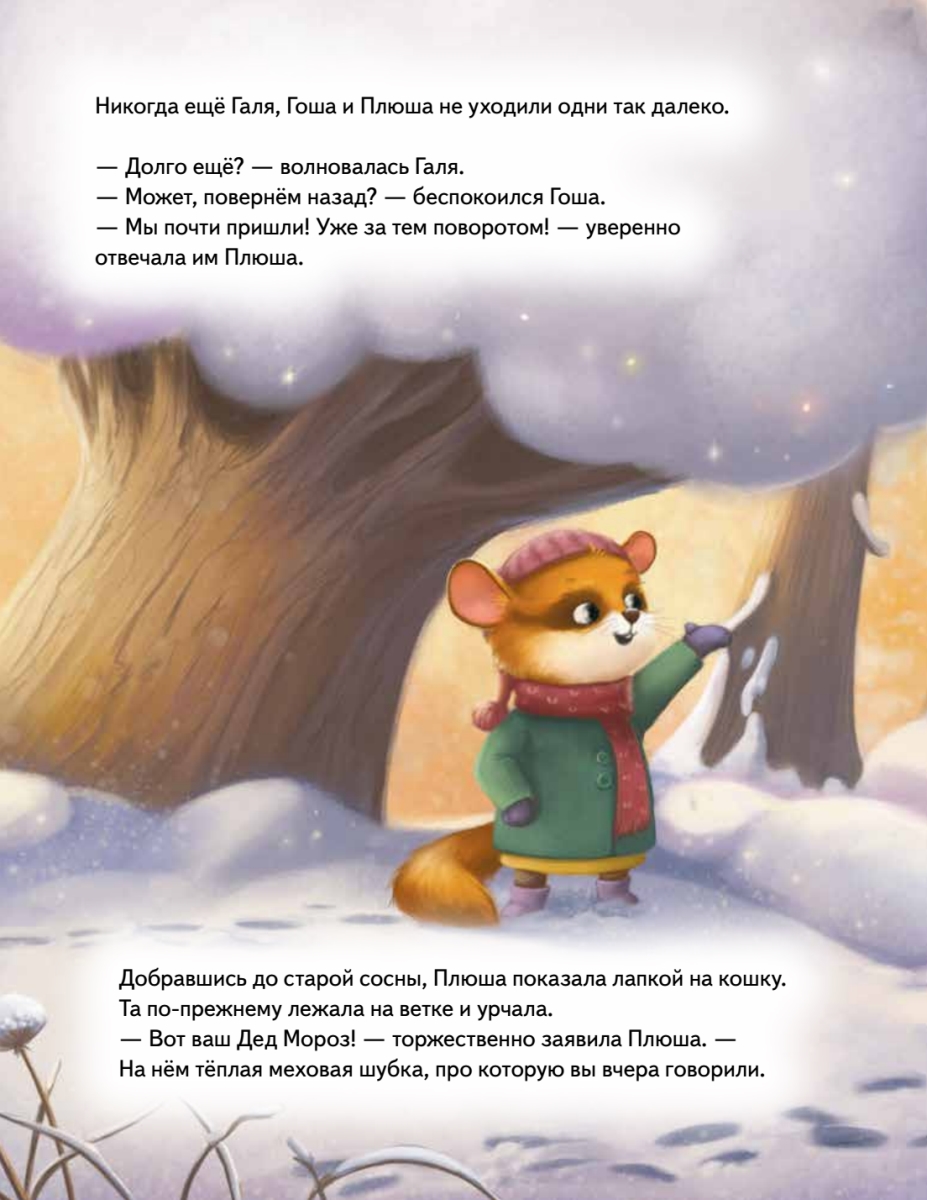 Никогда ещё Галя, Гоша и Плюша не уходили одни так далеко.
— Долго ещё? — волновалась Галя.
— Может, повернём назад? — беспокоился Гоша.
— Мы почти пришли! Уже за тем поворотом! — уверенно
отвечала им Плюша.
Добравшись до старой сосны, Плюша показала лапкой на кошку.
Та по-прежнему лежала на ветке и урчала.
— Вот ваш Дед Мороз! — торжественно заявила Плюша. —
На нём тёплая меховая шубка, про которую вы вчера говорили.